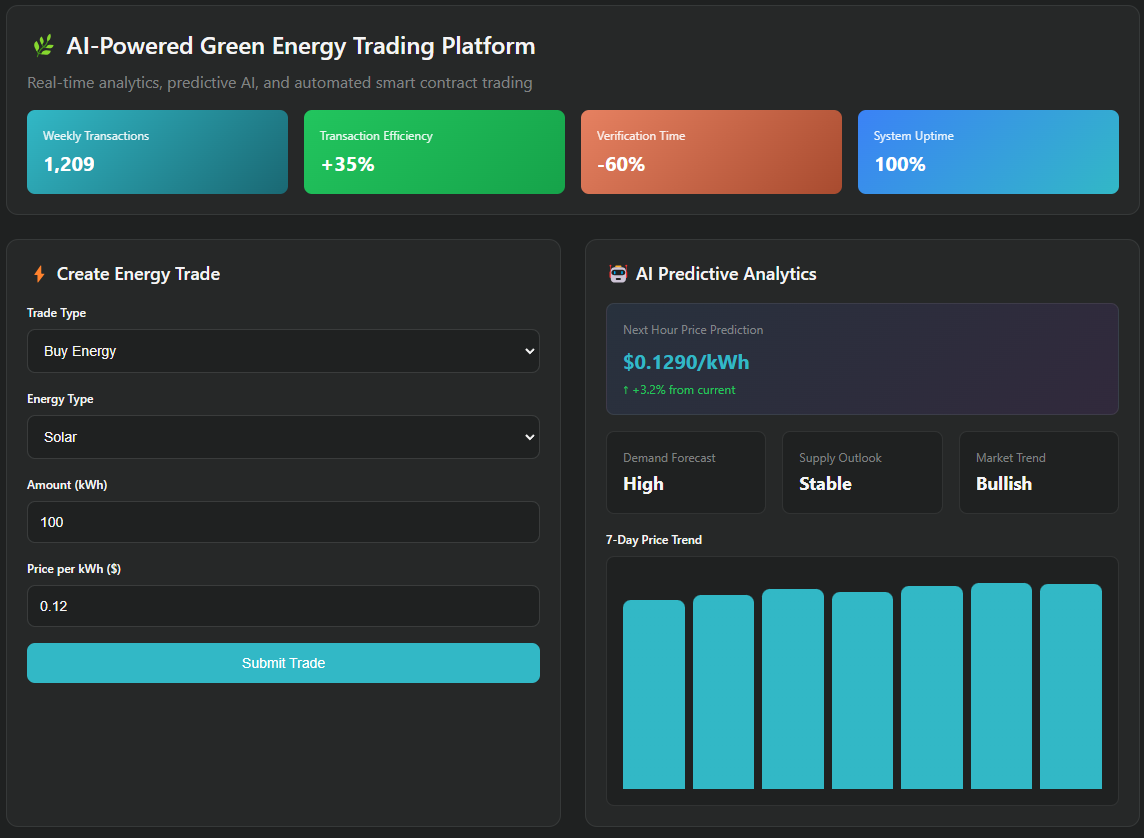 AI-Powered Green Energy Trading Platform
Real-time analytics, predictive AI, and automated smart contract trading
Weekly Transactions
1,209
Transaction Efficiency
+35%
Verification Time
-60%
System Uptime
100%
Create Energy Trade
Trade Type
Buy Energy
Energy Type
Solar
Amount (kWh)
100
Price per kWh ($)
0.12
Submit Trade
AI Predictive Analytics
Next Hour Price Prediction
$0.1290/kWh
↑ +3.2% from current
Demand Forecast
High
Supply Outlook
Stable
Market Trend
Bullish
7-Day Price Trend